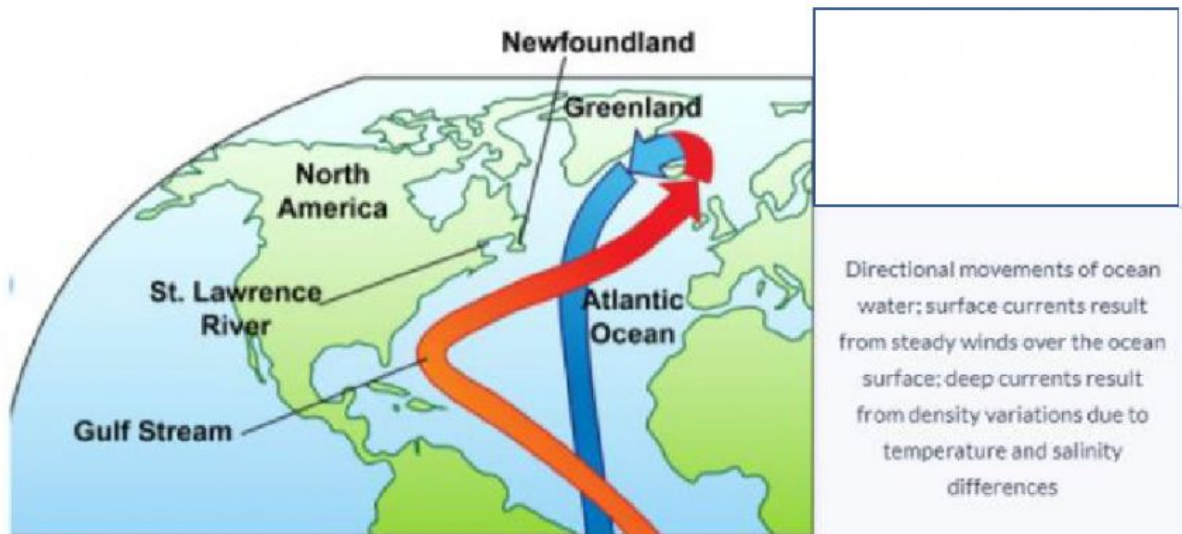 Newfoundland
Greenland
North
America
St. Lawrence
River
Atlantic
Ocean
Gulf Stream
Directional movements of ocean
water; surface currents result
from steady winds over the ocean
surface; deep currents result
from density variations due to
temperature and salinity
differences